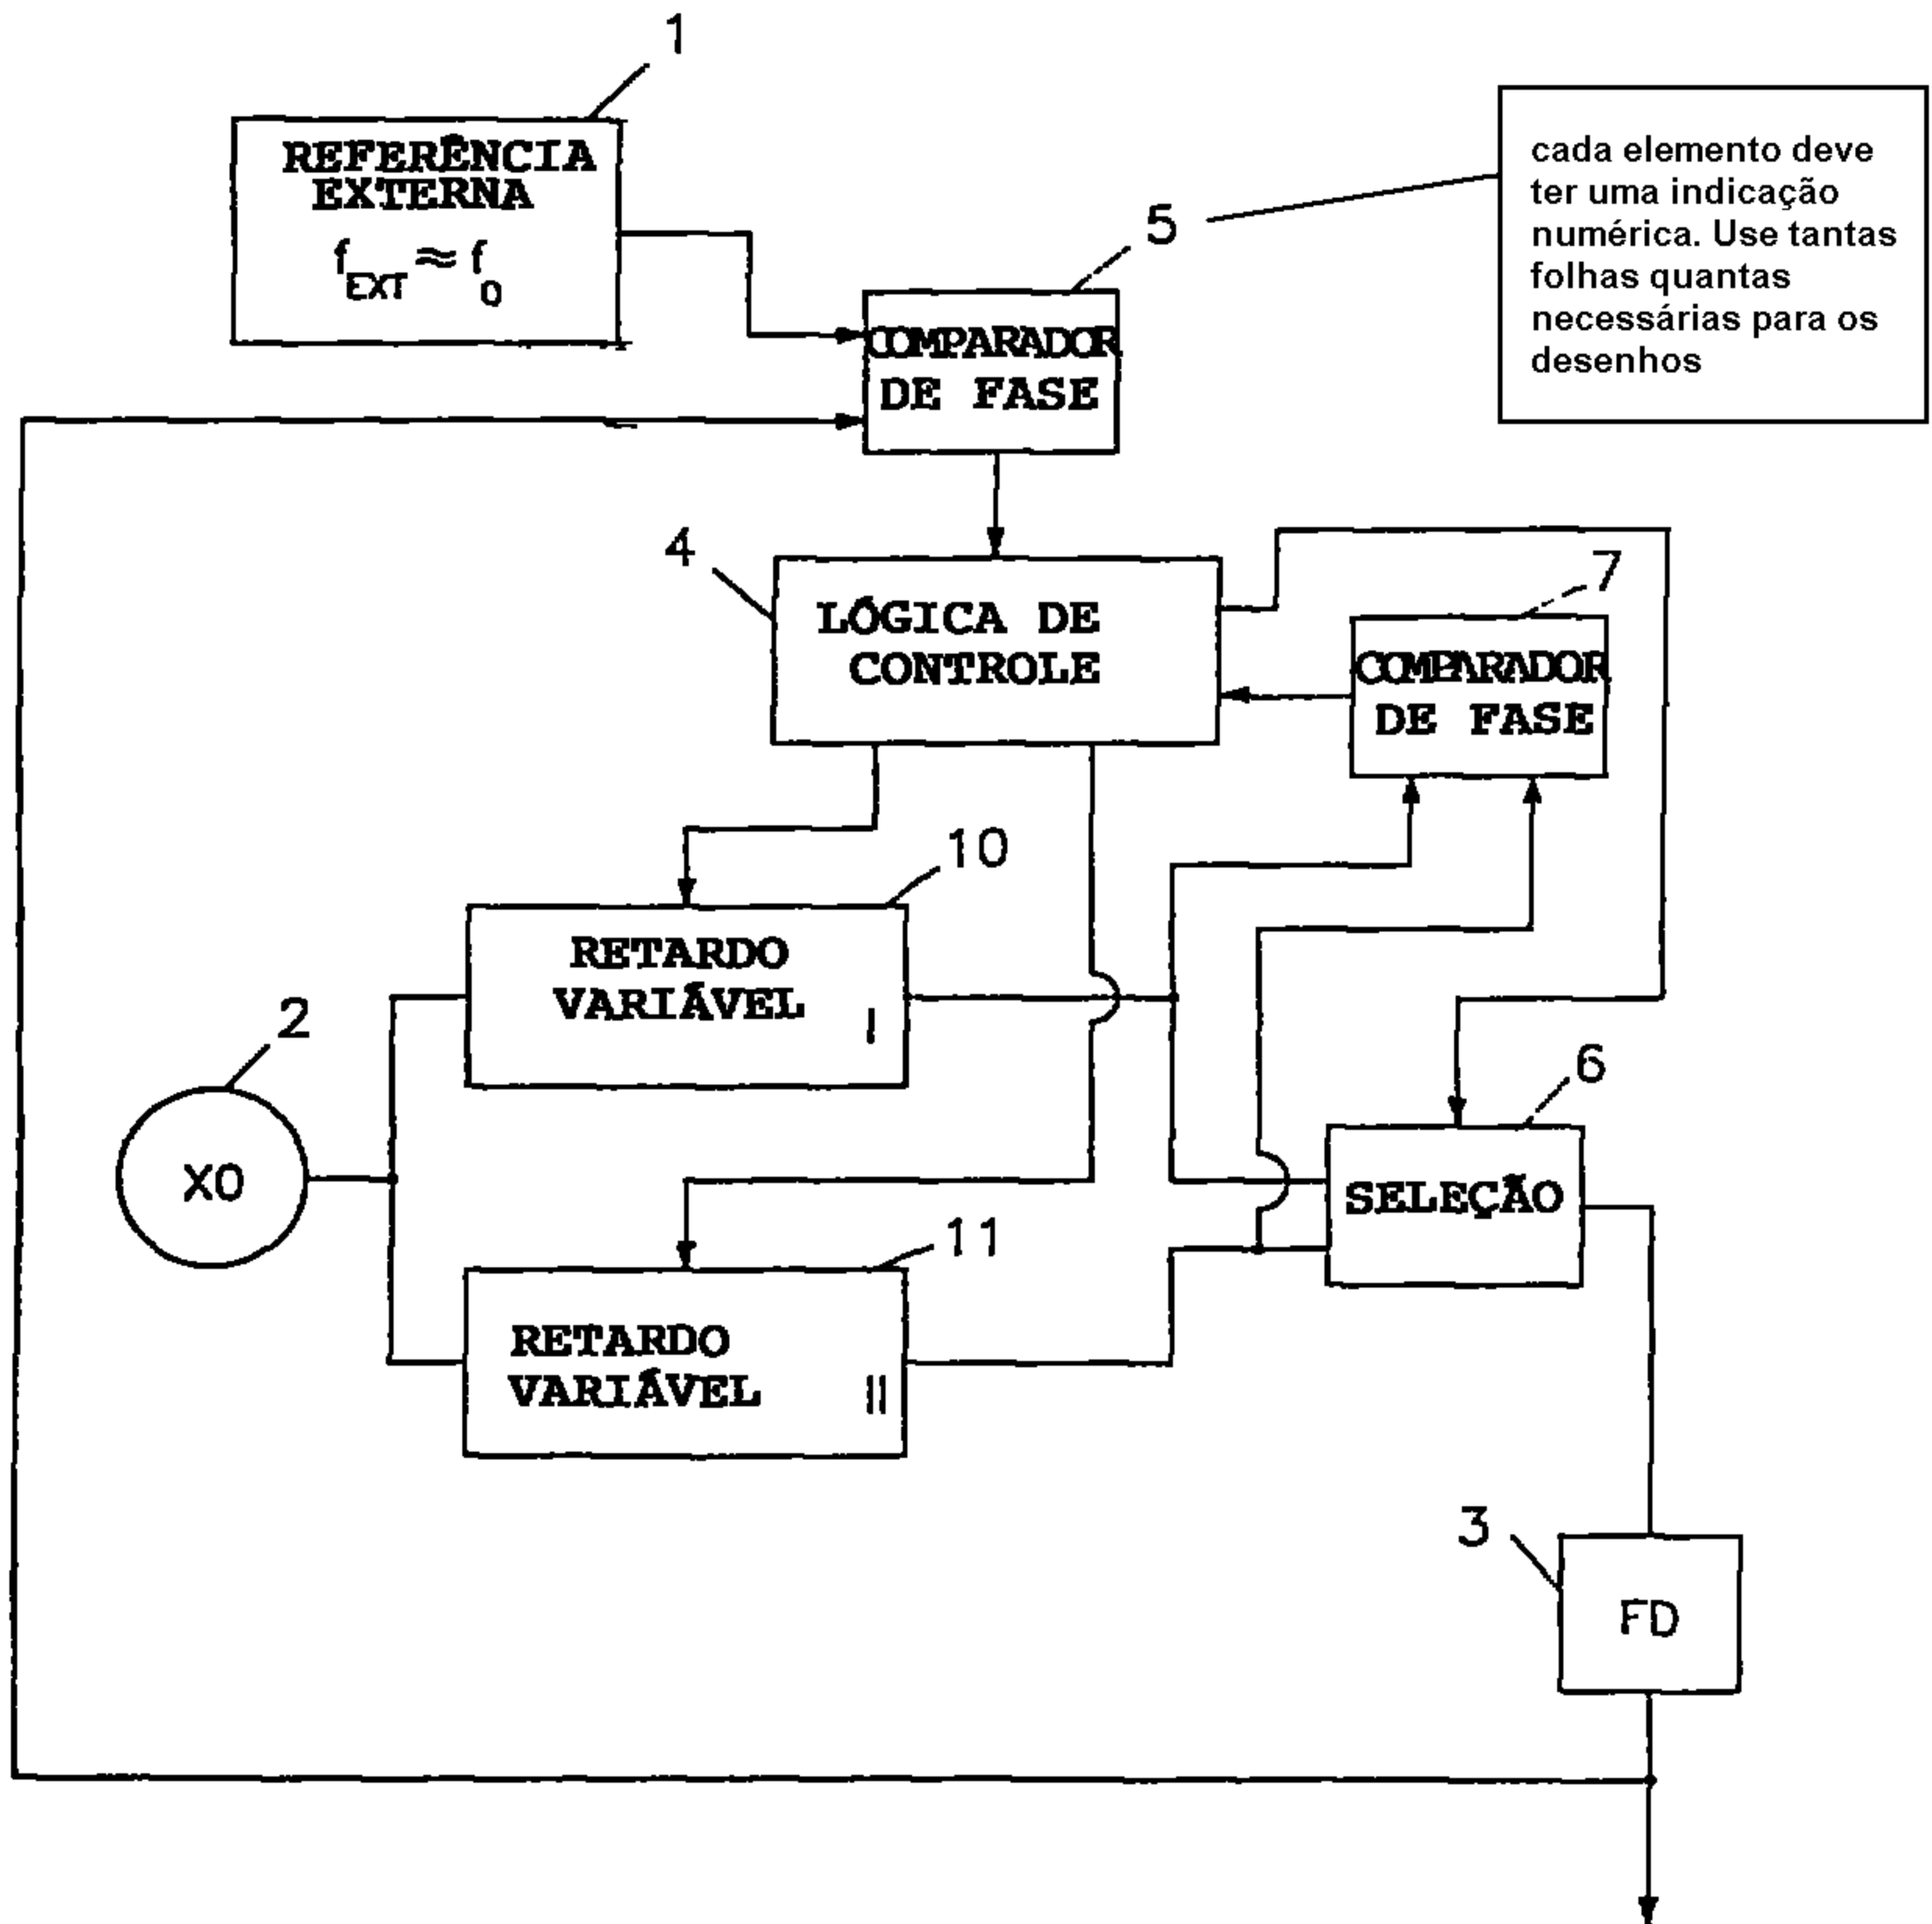 1
REFERÊNCIA
EXTERNA
f EXT ≈ f 0
cada elemento deve
ter uma indicação
numérica. Use tantas
folhas quantas
necessárias para os
desenhos
5
COMPARADOR
DE FASE
4
LÓGICA DE
CONTROLE
7
COMPARADOR
DE FASE
10
RETARDO
VARIÁVEL
I
2
XO
6
SELEÇÃO
11
RETARDO
VARIÁVEL
II
3
FD